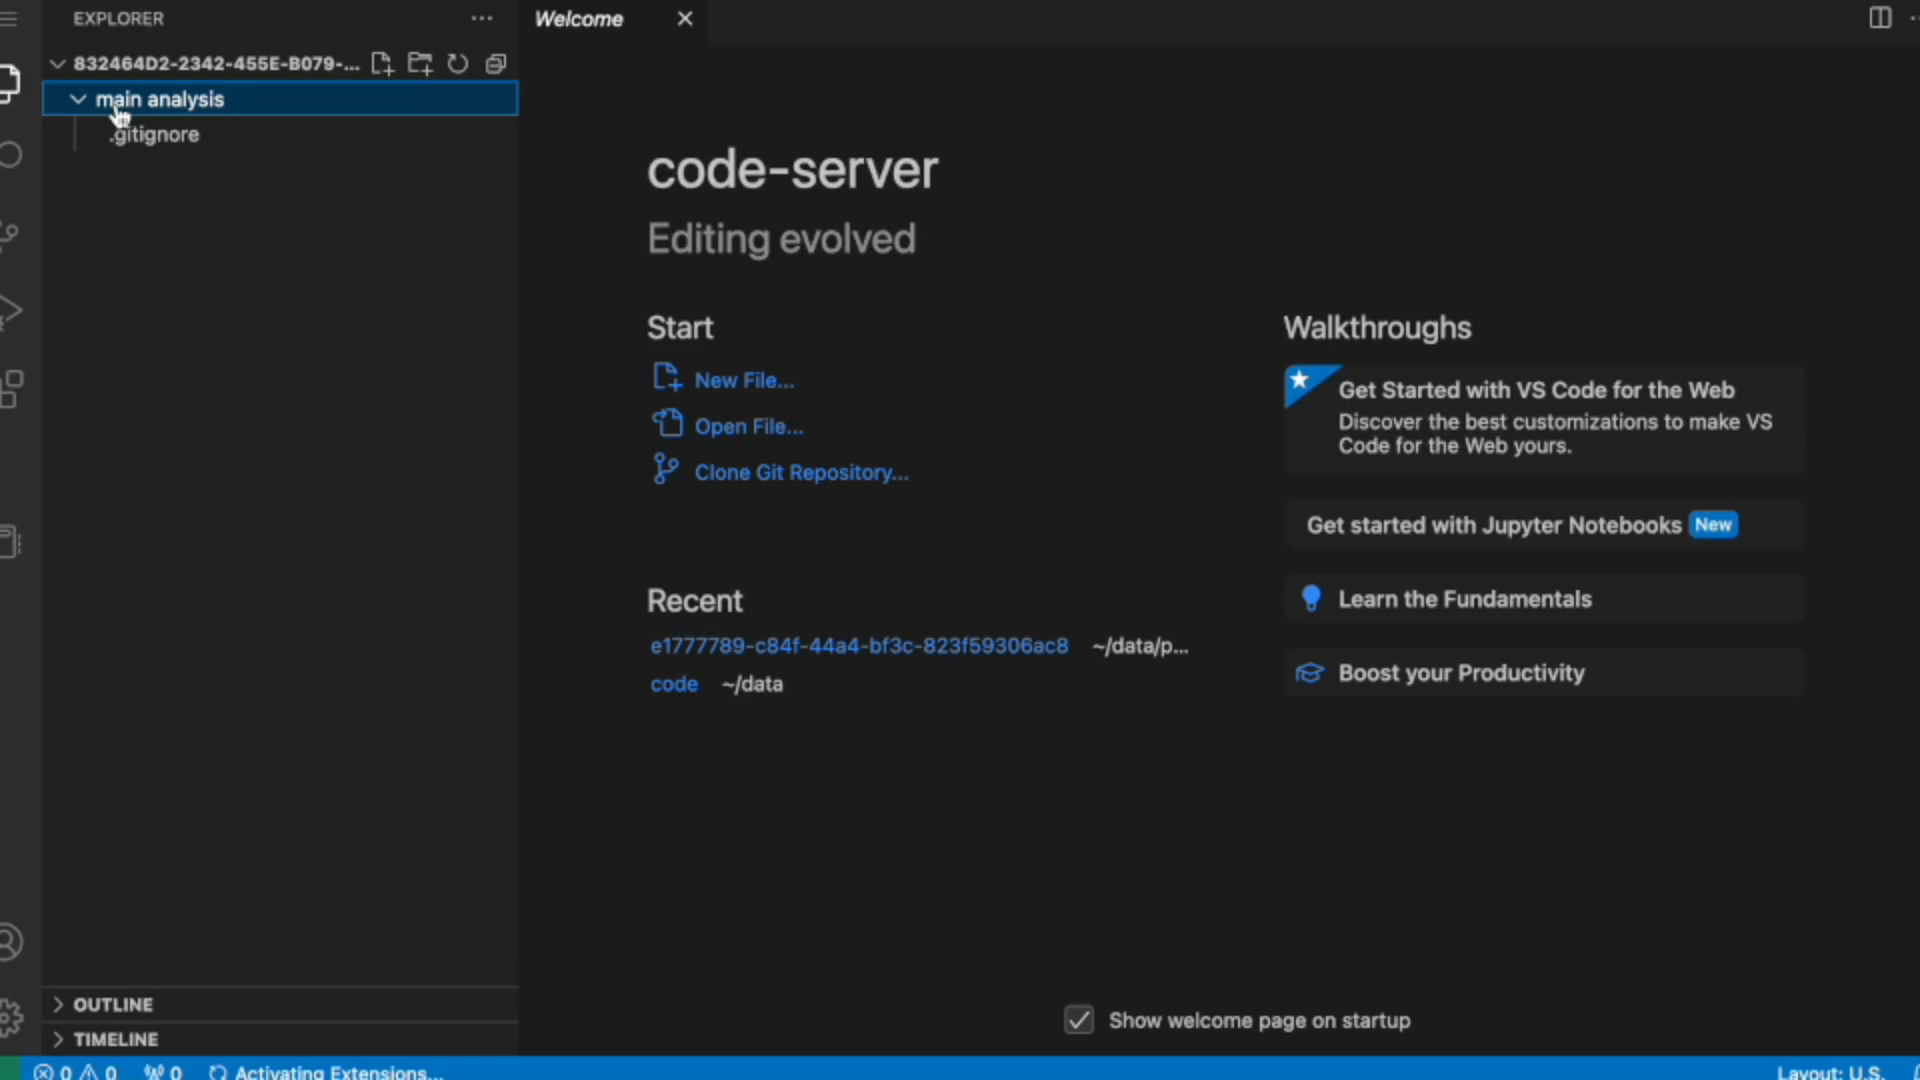 EXPLORER
Welcome
832464D2-2342-455E-B079-...
main analysis
.gitignore
code-server
Editing evolved
Start
New File...
Open File...
Clone Git Repository...
Recent
e1777789-c84f-44a4-bf3c-823f59306ac8 ~/data/p...
code ~/data
Walkthroughs
Get Started with VS Code for the Web
Discover the best customizations to make VS
Code for the Web yours.
Get started with Jupyter Notebooks New
Learn the Fundamentals
Boost your Productivity
OUTLINE
TIMELINE
Show welcome page on startup
0 0 0 Activating Extensions...
Layout: U.S.